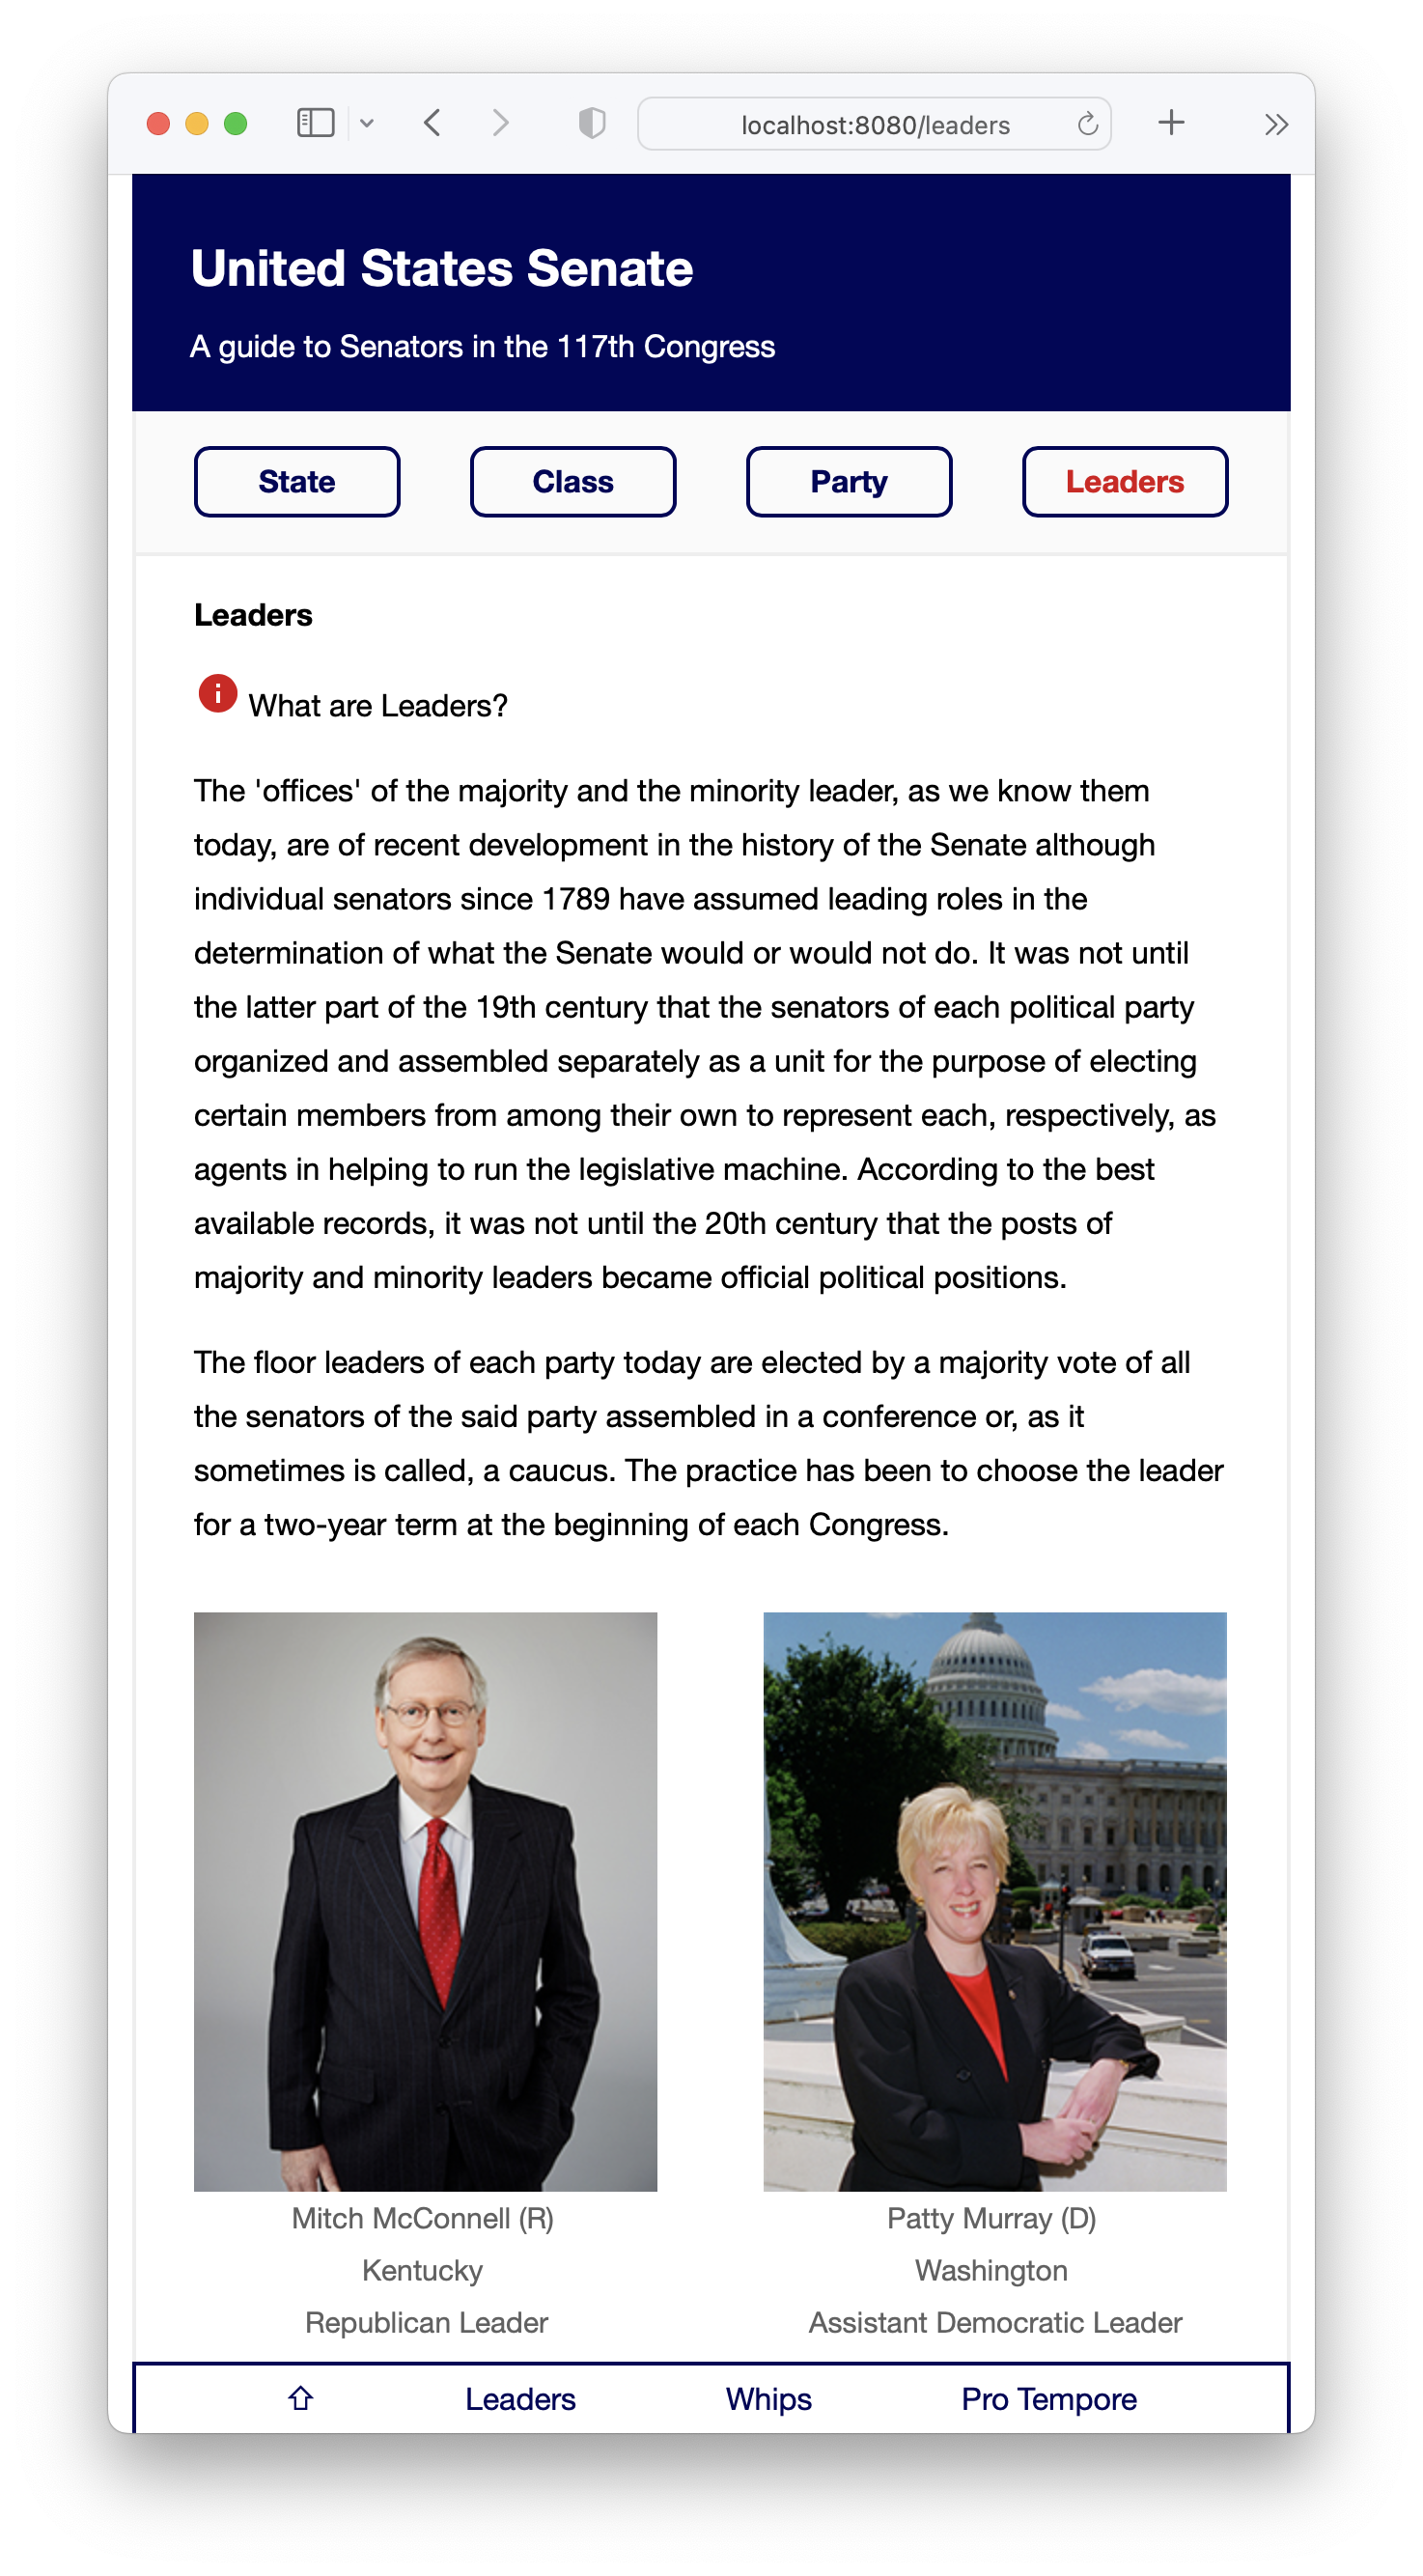 localhost:8080/leaders
United States Senate
A guide to Senators in the 117th Congress
State Class Party Leaders
Leaders
i What are Leaders?
The 'offices' of the majority and the minority leader, as we know them
today, are of recent development in the history of the Senate although
individual senators since 1789 have assumed leading roles in the
determination of what the Senate would or would not do. It was not until
the latter part of the 19th century that the senators of each political party
organized and assembled separately as a unit for the purpose of electing
certain members from among their own to represent each, respectively, as
agents in helping to run the legislative machine. According to the best
available records, it was not until the 20th century that the posts of
majority and minority leaders became official political positions.
The floor leaders of each party today are elected by a majority vote of all
the senators of the said party assembled in a conference or, as it
sometimes is called, a caucus. The practice has been to choose the leader
for a two-year term at the beginning of each Congress.
Mitch McConnell (R)
Kentucky
Republican Leader
Patty Murray (D)
Washington
Assistant Democratic Leader
Leaders Whips Pro Tempore